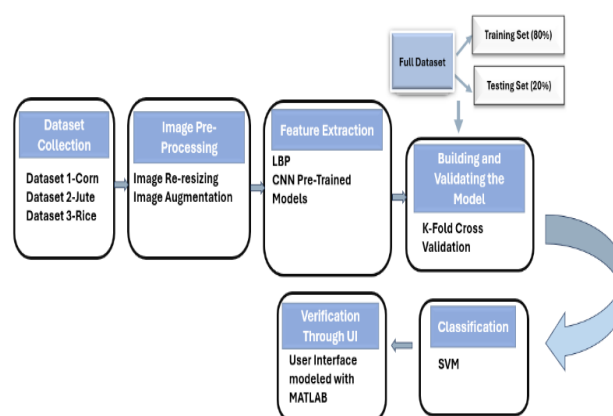 Full Dataset
Training Set (80%)
Testing Set (20%)
Dataset
Collection
Dataset 1-Corn
Dataset 2-Jute
Dataset 3-Rice
Image Pre-
Processing
Image Re-resizing
Image Augmentation
Feature Extraction
LBP
CNN Pre-Trained
Models
Building and
Validating the
Model
K-Fold Cross
Validation
Classification
SVM
Verification
Through UI
User Interface
modeled with
MATLAB